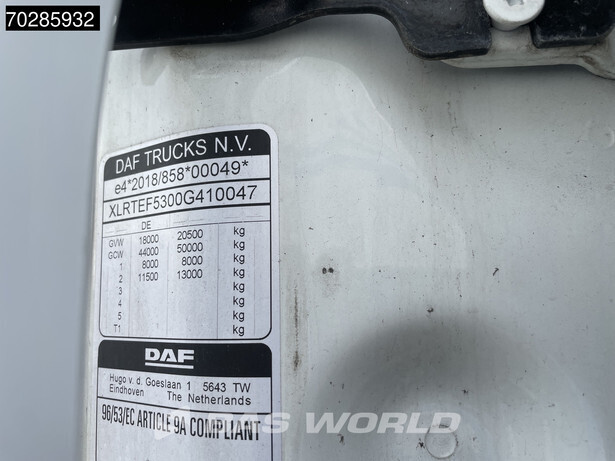 70285932
DAF TRUCKS N.V.
e4*2018/858*00049*
XLRTEF5300G410047
DE
GVW 18000 20500 kg
GCW 44000 50000 kg
1 8000 8000 kg
2 11500 13000 kg
3 kg
4 kg
5 kg
T1 kg
DAF
Hugo v. d. Goeslaan 1 5643 TW
Eindhoven The Netherlands
96/53/EC ARTICLE 9A COMPLIANT
BAS WORLD